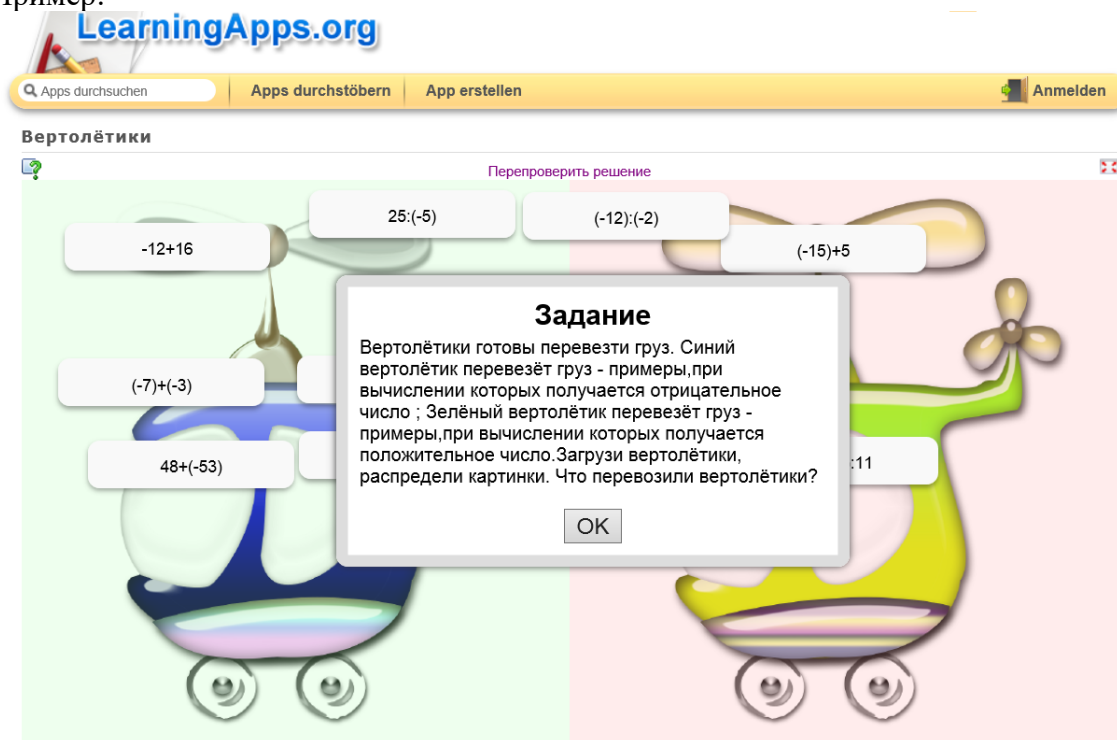 LearningApps.org
Apps durchsuchen
Apps durchstöbern
App erstellen
Anmelden
Вертолётики
Перепроверить решение
25:(-5)
(-12):(-2)
-12+16
(-15)+5
Задание
Вертолётики готовы перевезти груз. Синий
вертолётик перевезёт груз - примеры,при
вычислении которых получается отрицательное
число ; Зелёный вертолётик перевезёт груз -
примеры,при вычислении которых получается
положительное число.Загрузи вертолётики,
распредели картинки. Что перевозили вертолётики?
OK
(-7)+(-3)
48+(-53)
:11